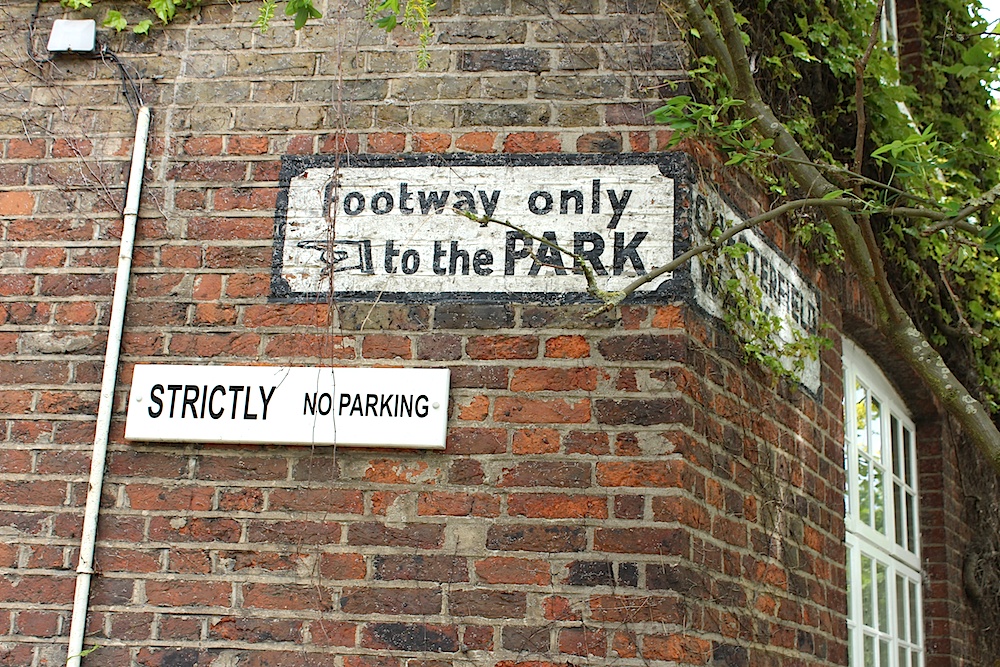 footway only
to the PARK
STRICTLY NO PARKING